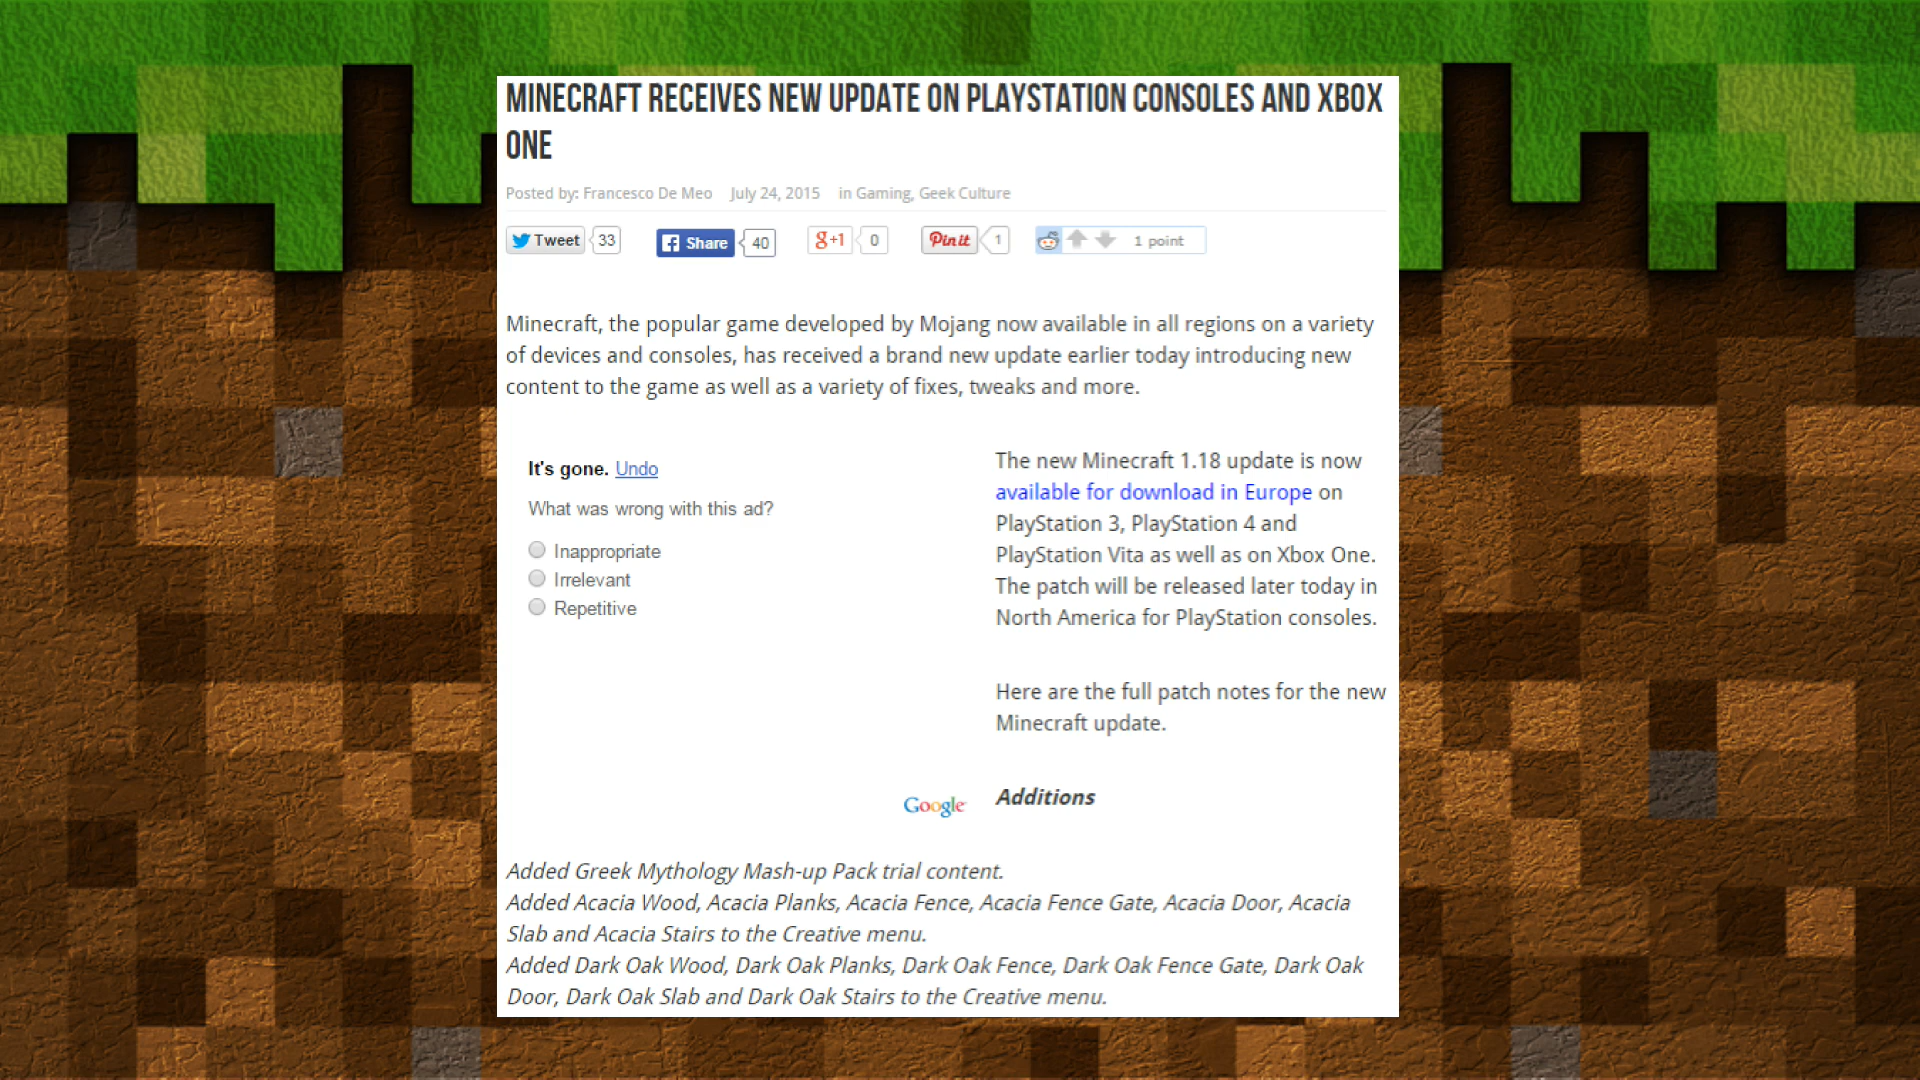 MINECRAFT RECEIVES NEW UPDATE ON PLAYSTATION CONSOLES AND XBOX
ONE
Posted by: Francesco De Meo July 24, 2015 in Gaming, Geek Culture
Tweet 33 Share 40 g+1 0 Pin it 1 1 point
Minecraft, the popular game developed by Mojang now available in all regions on a variety
of devices and consoles, has received a brand new update earlier today introducing new
content to the game as well as a variety of fixes, tweaks and more.
It's gone. Undo
What was wrong with this ad?
Inappropriate
Irrelevant
Repetitive
Google
The new Minecraft 1.18 update is now
available for download in Europe on
PlayStation 3, PlayStation 4 and
PlayStation Vita as well as on Xbox One.
The patch will be released later today in
North America for PlayStation consoles.
Here are the full patch notes for the new
Minecraft update.
Additions
Added Greek Mythology Mash-up Pack trial content.
Added Acacia Wood, Acacia Planks, Acacia Fence, Acacia Fence Gate, Acacia Door, Acacia
Slab and Acacia Stairs to the Creative menu.
Added Dark Oak Wood, Dark Oak Planks, Dark Oak Fence, Dark Oak Fence Gate, Dark Oak
Door, Dark Oak Slab and Dark Oak Stairs to the Creative menu.